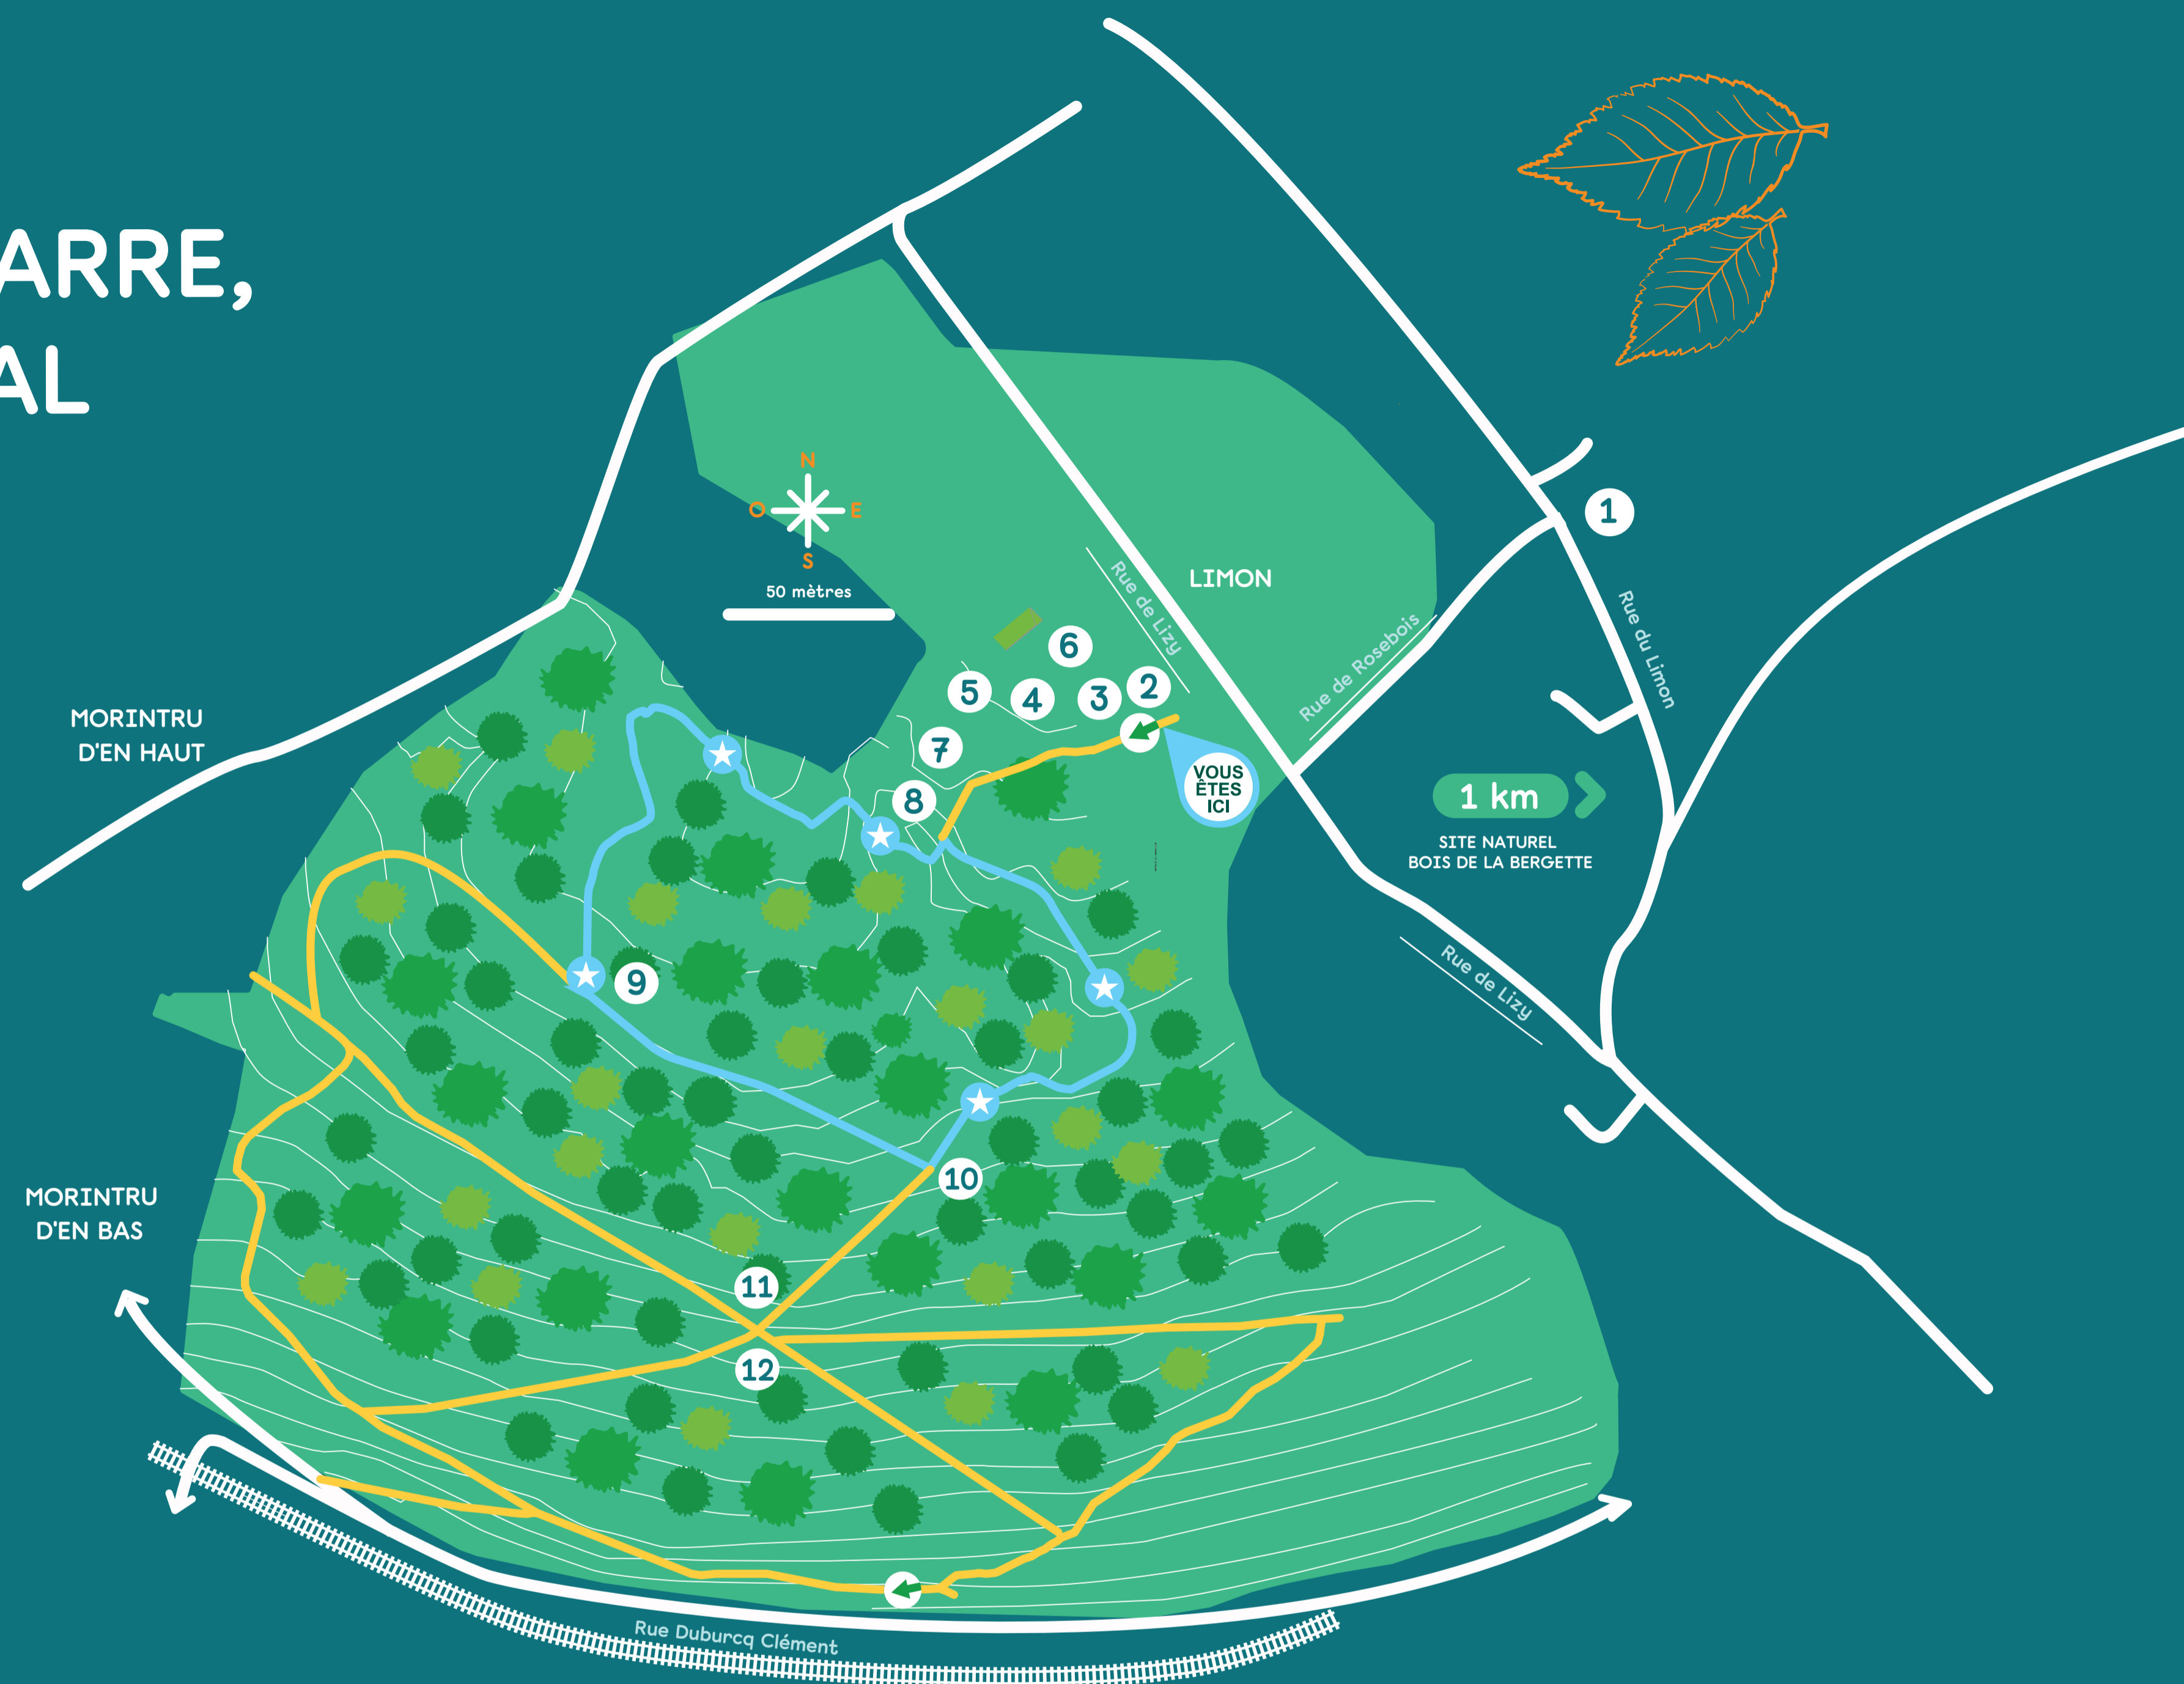 ARRE,
AL
N
O
E
S
50 mètres
1
Rue de Lizy
LIMON
Rue de Rosebois
Rue du Limon
6
5
4
3
2
7
8
VOUS
ÊTES
ICI
MORINTRU
D'EN HAUT
1 km
SITE NATUREL
BOIS DE LA BERGETTE
Rue de Lizy
9
10
MORINTRU
D'EN BAS
11
12
Rue Duburcq Clément